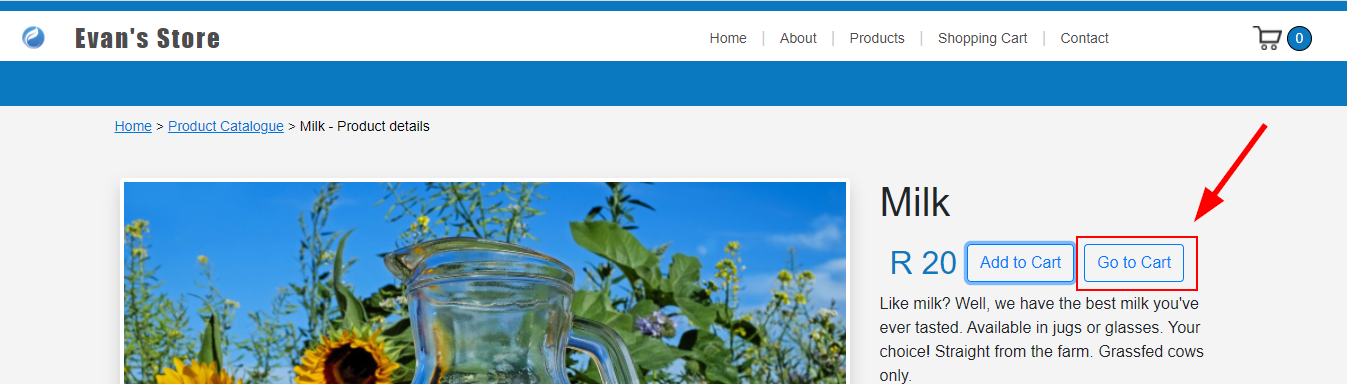 Evan's Store
Home | About | Products | Shopping Cart | Contact
0
Home > Product Catalogue > Milk - Product details
Milk
R 20
Add to Cart
Go to Cart
Like milk? Well, we have the best milk you've
ever tasted. Available in jugs or glasses. Your
choice! Straight from the farm. Grassfed cows
only.